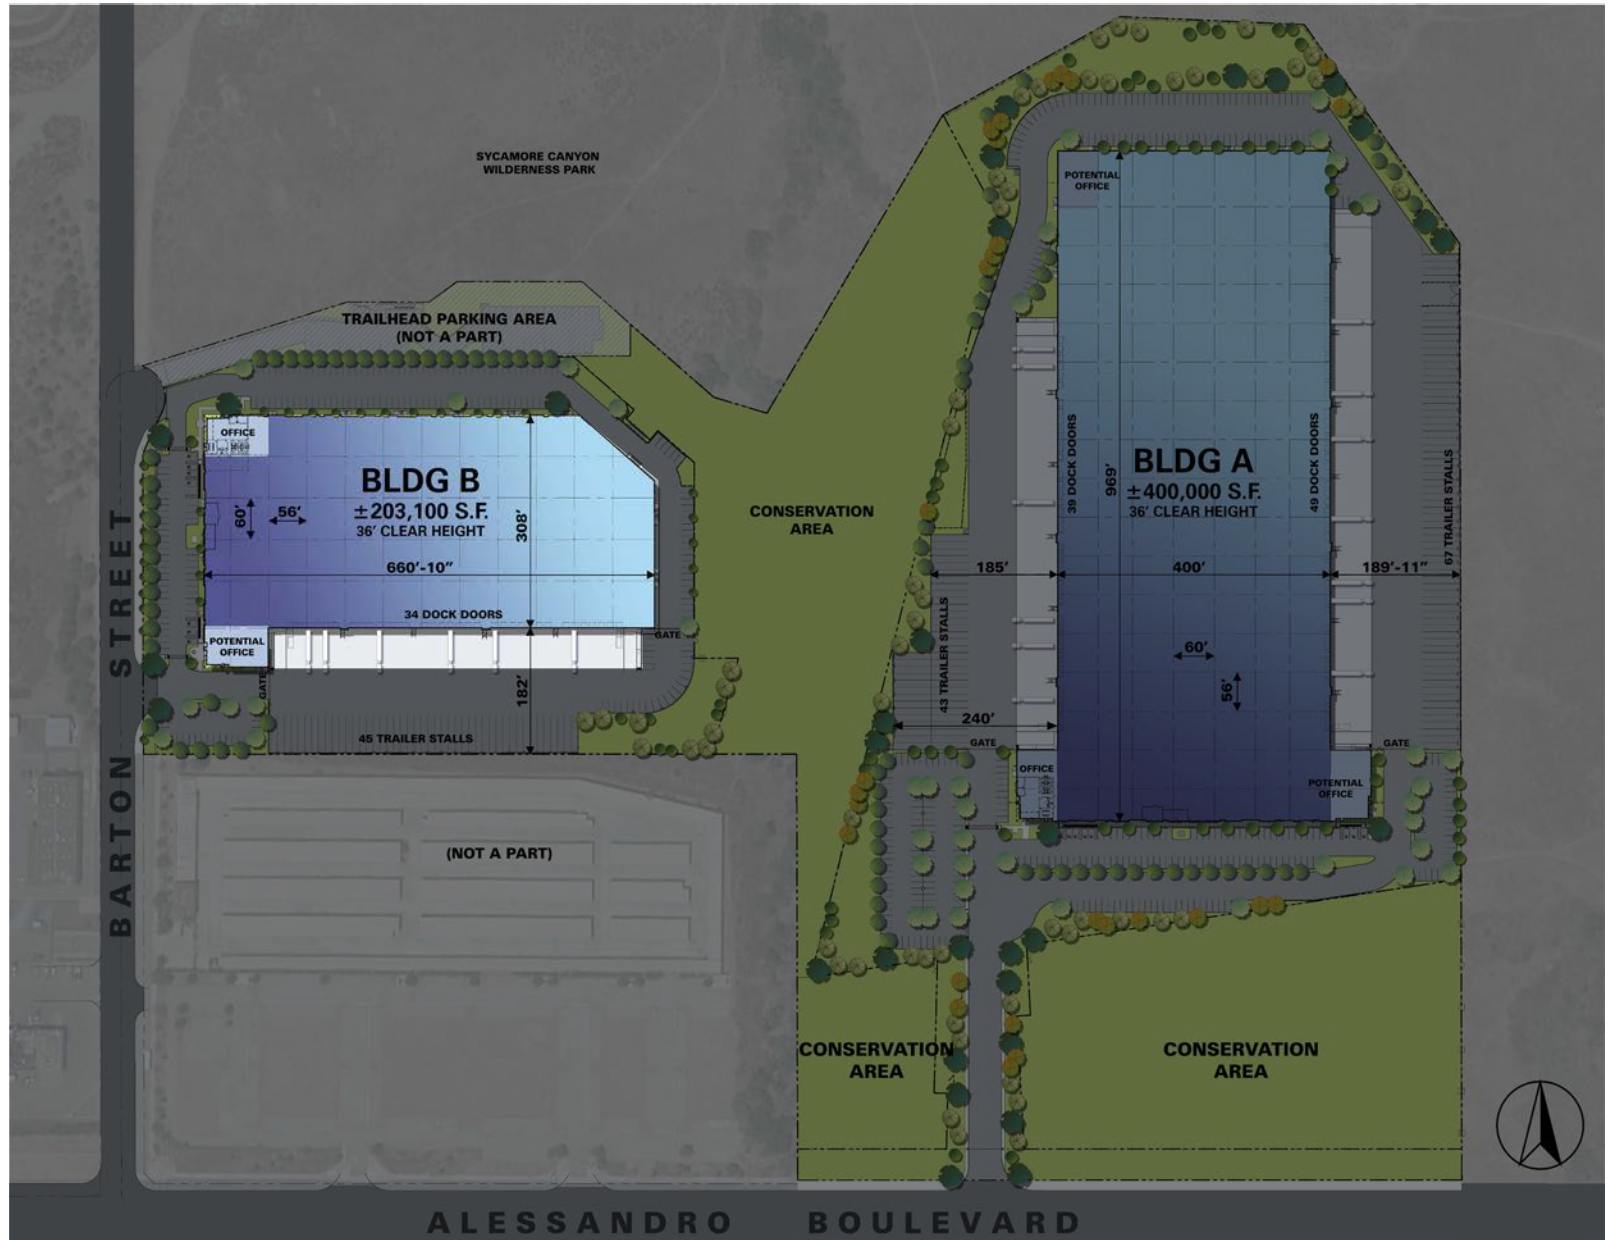 SYCAMORE CANYON
WILDERNESS PARK
POTENTIAL
OFFICE
TRAILHEAD PARKING AREA
(NOT A PART)
OFFICE
BLDG B
±203,100 S.F.
36' CLEAR HEIGHT
60'
56'
308'
660'-10"
34 DOCK DOORS
POTENTIAL
OFFICE
GATE
GATE
182'
45 TRAILER STALLS
BARTON STREET
(NOT A PART)
CONSERVATION
AREA
BLDG A
±400,000 S.F.
36' CLEAR HEIGHT
969'
39 DOCK DOORS
49 DOCK DOORS
67 TRAILER STALLS
185'
400'
189'-11"
43 TRAILER STALLS
60'
56'
240'
GATE
GATE
OFFICE
POTENTIAL
OFFICE
CONSERVATION
AREA
CONSERVATION
AREA
ALESSANDRO BOULEVARD